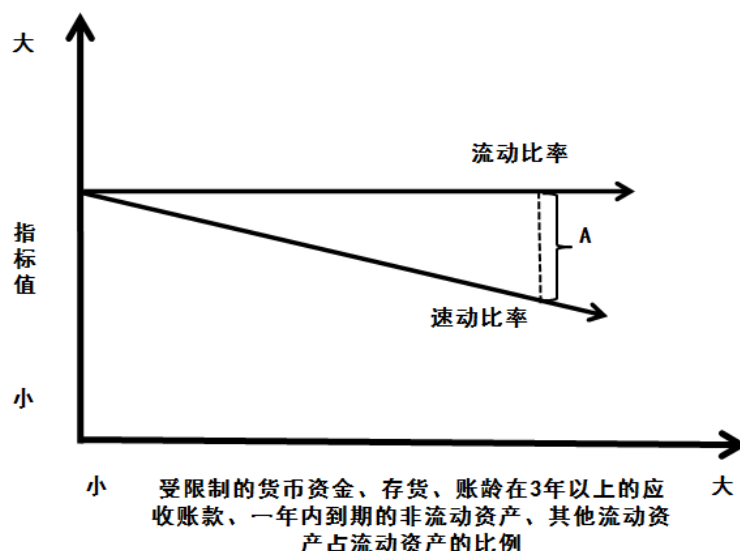 大
流动比率
A
指
标
值
速动比率
小
小
大
受限制的货币资金、存货、账龄在3年以上的应
收账款、一年内到期的非流动资产、其他流动资
产占流动资产的比例